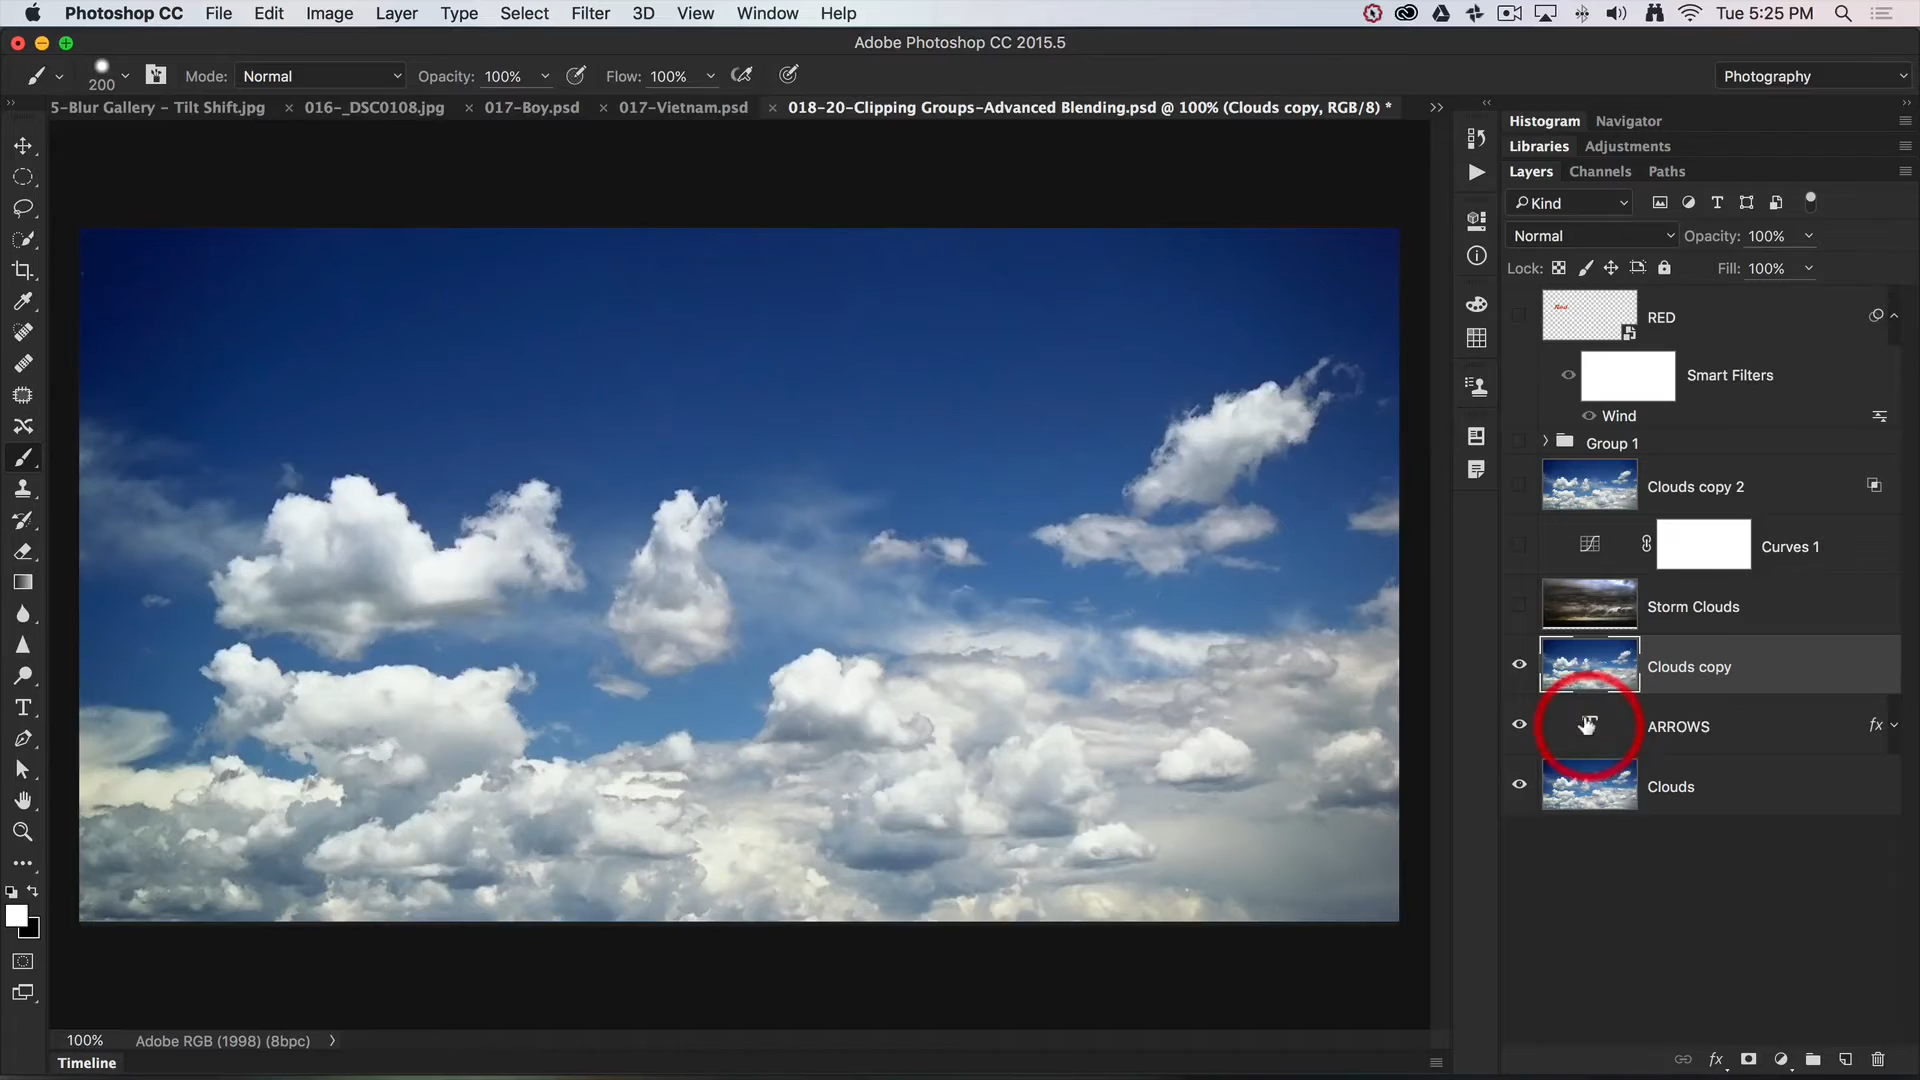 Photoshop CC File Edit Image Layer Type Select Filter 3D View Window Help Tue 5:25 PM
Adobe Photoshop CC 2015.5
200 Mode: Normal Opacity: 100% Flow: 100% Photography
5-Blur Gallery - Tilt Shift.jpg × 016-_DSC0108.jpg × 017-Boy.psd × 017-Vietnam.psd × 018-20-Clipping Groups-Advanced Blending.psd @ 100% (Clouds copy, RGB/8) *
Histogram Navigator
Libraries Adjustments
Layers Channels Paths
Kind
Normal Opacity: 100%
Lock: Fill: 100%
Red RED
Smart Filters
Wind
Group 1
Clouds copy 2
Curves 1
Storm Clouds
Clouds copy
ARROWS fx
Clouds
100% Adobe RGB (1998) (8bpc)
Timeline fx